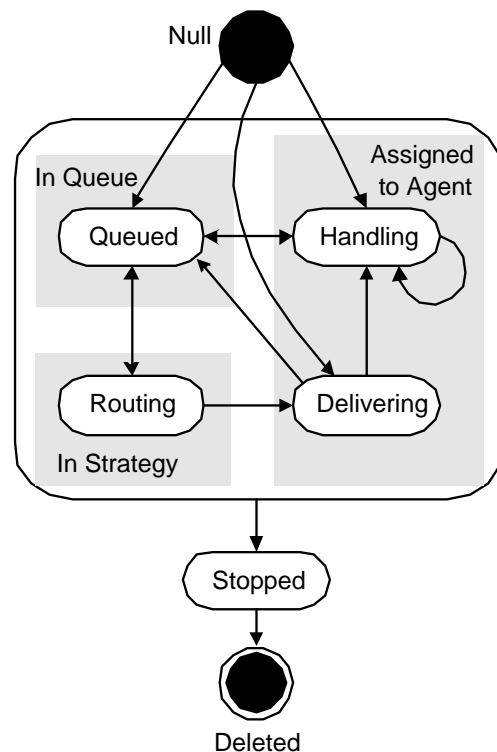 Null
Assigned
to Agent
In Queue
Queued
Handling
Routing
Delivering
In Strategy
Stopped
Deleted